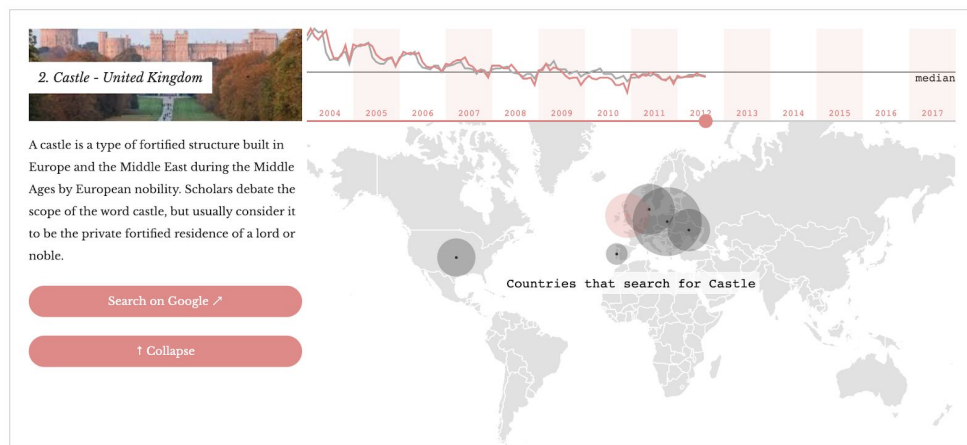 2. Castle - United Kingdom
A castle is a type of fortified structure built in
Europe and the Middle East during the Middle
Ages by European nobility. Scholars debate the
scope of the word castle, but usually consider it
to be the private fortified residence of a lord or
noble.
Search on Google ↗
↑ Collapse
median
2004 2005 2006 2007 2008 2009 2010 2011 2012 2013 2014 2015 2016 2017
Countries that search for Castle